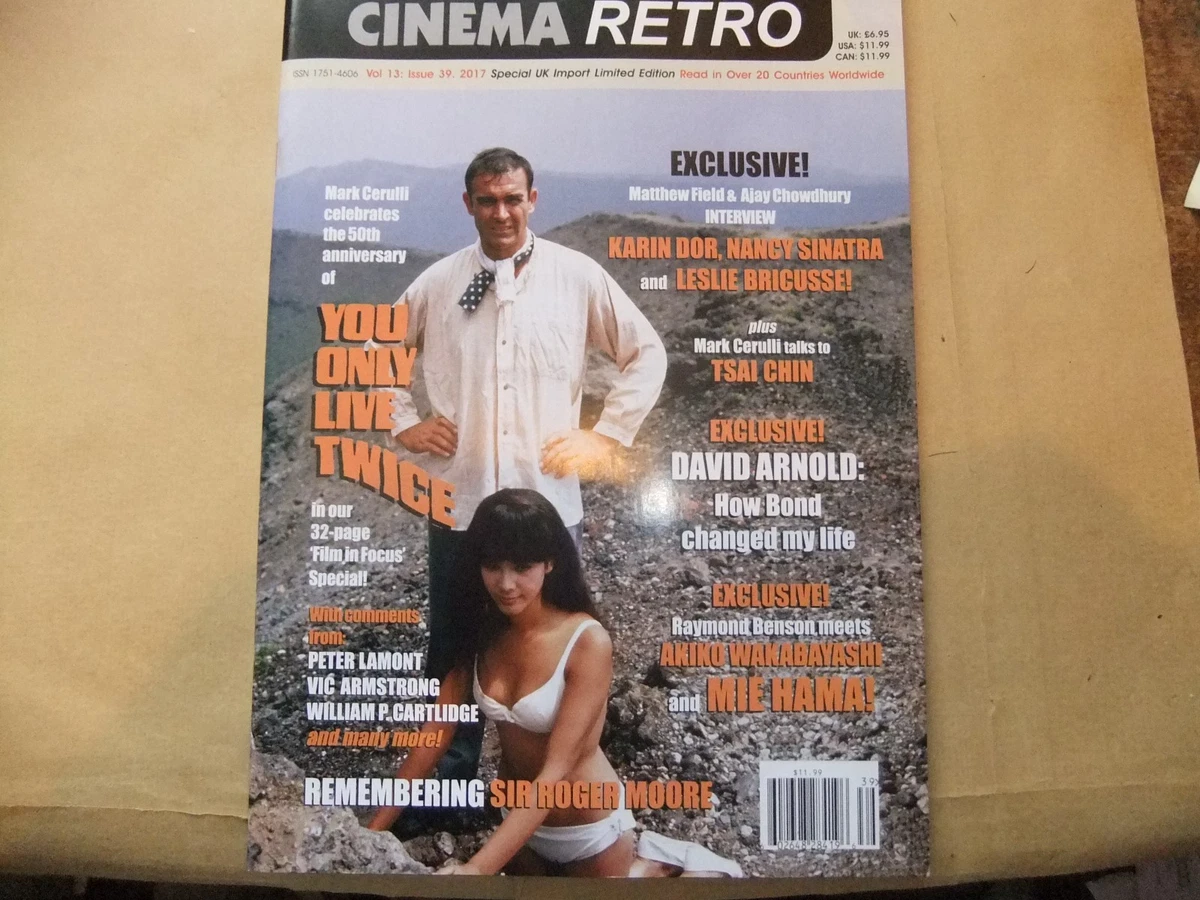 CINEMA RETRO
UK: £6.95
USA: $11.99
CAN: $11.99
ISSN 1751-4606 Vol 13: Issue 39. 2017 Special UK Import Limited Edition Read in Over 20 Countries Worldwide
Mark Cerulli
celebrates
the 50th
anniversary
of
YOU
ONLY
LIVE
TWICE
in our
32-page
'Film in Focus'
Special!
With comments
from:
PETER LAMONT
VIC ARMSTRONG
WILLIAM P.CARTLIDGE
and many more!
EXCLUSIVE!
Matthew Field & Ajay Chowdhury
INTERVIEW
KARIN DOR, NANCY SINATRA
and LESLIE BRICUSSE!
plus
Mark Cerulli talks to
TSAI CHIN
EXCLUSIVE!
DAVID ARNOLD:
How Bond
changed my life
EXCLUSIVE!
Raymond Benson meets
AKIKO WAKABAYASHI
and MIE HAMA!
REMEMBERING SIR ROGER MOORE
$11.99
39